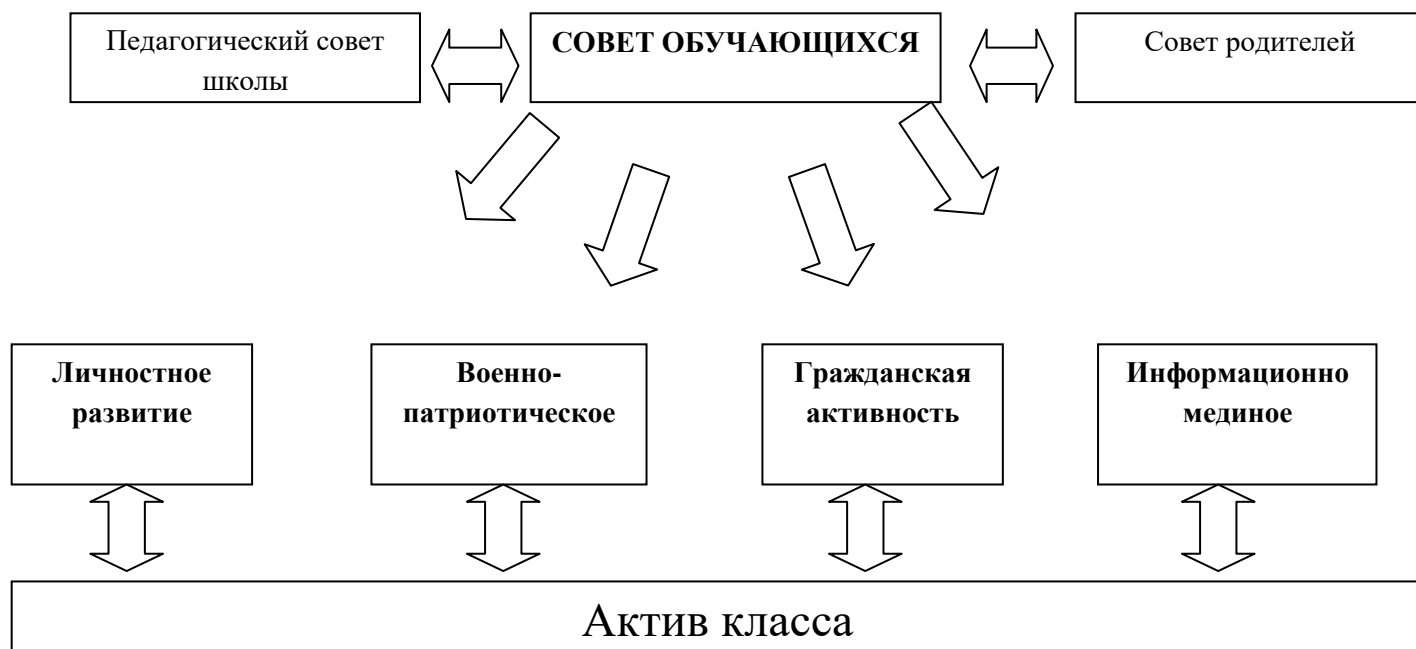 Педагогический совет
школы
СОВЕТ ОБУЧАЮЩИХСЯ
Совет родителей
Личностное
развитие
Военно-
патриотическое
Гражданская
активность
Информационно
мединое
Актив класса